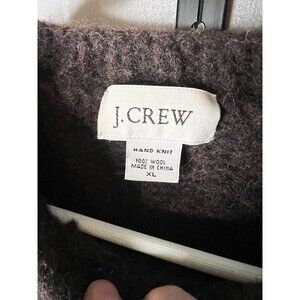 J.CREW
HAND KNIT
100% WOOL
MADE IN CHINA
XL